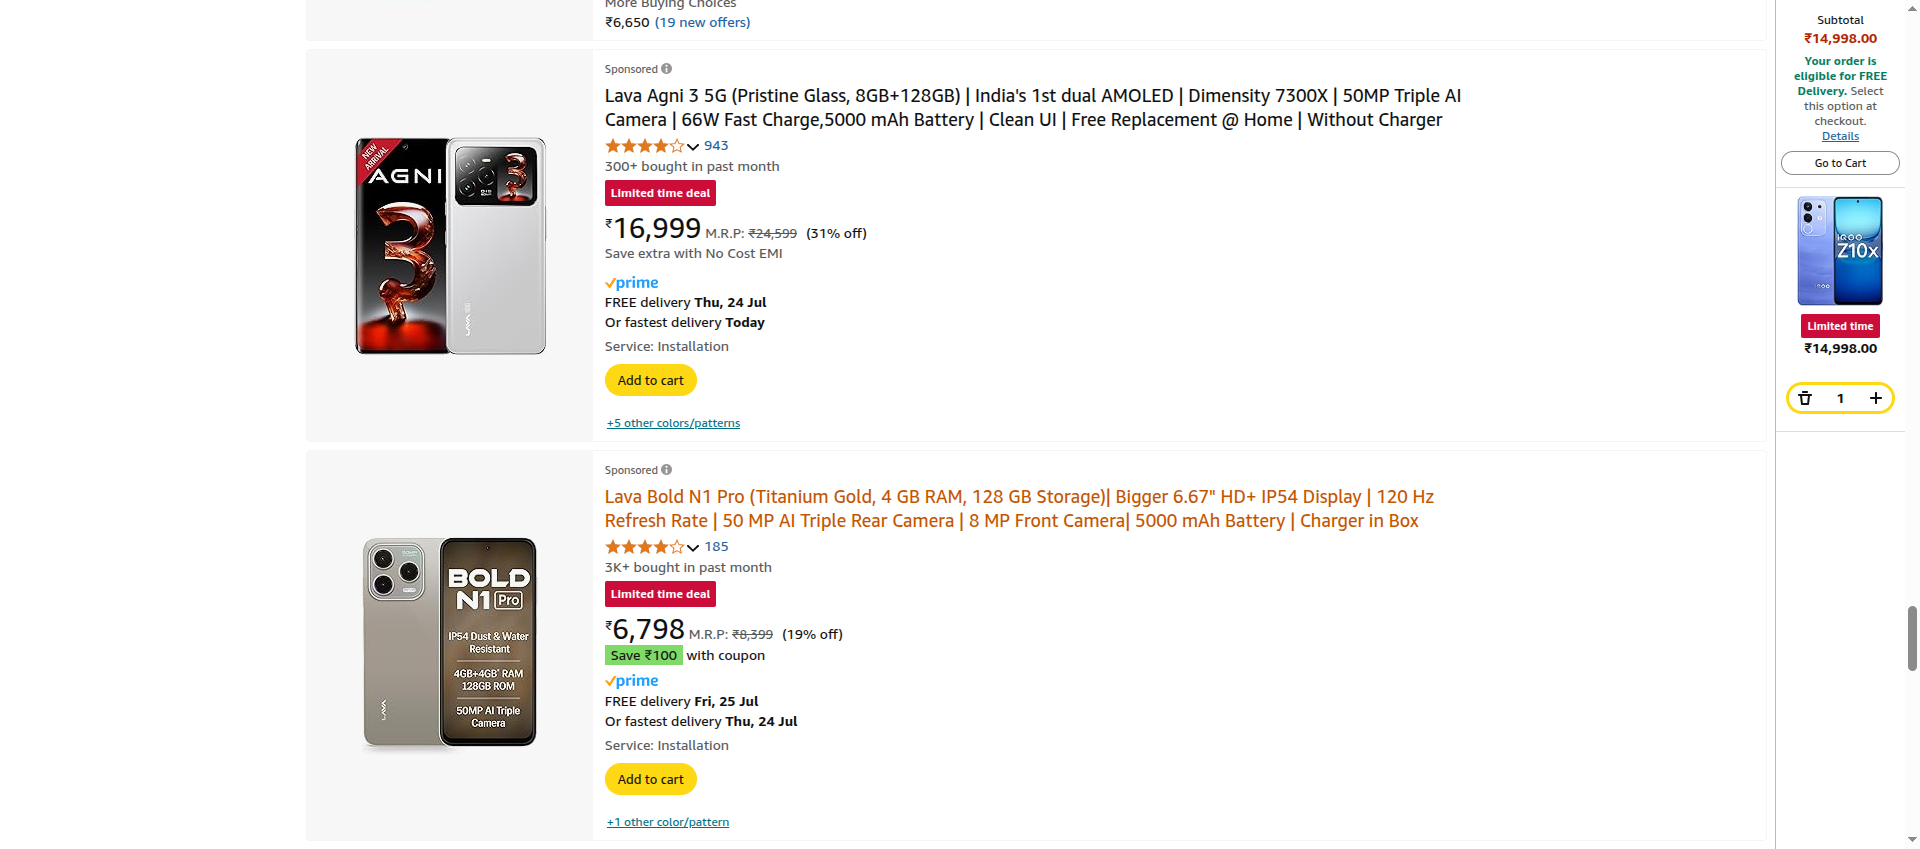 More Buying Choices
₹6,650 (19 new offers)
Sponsored
Lava Agni 3 5G (Pristine Glass, 8GB+128GB) | India's 1st dual AMOLED | Dimensity 7300X | 50MP Triple AI
Camera | 66W Fast Charge,5000 mAh Battery | Clean UI | Free Replacement @ Home | Without Charger
943
300+ bought in past month
Limited time deal
₹16,999 M.R.P: ₹24,599 (31% off)
Save extra with No Cost EMI
prime
FREE delivery Thu, 24 Jul
Or fastest delivery Today
Service: Installation
Add to cart
+5 other colors/patterns
NEW
ARRIVAL
AGNI
3
3
LAVA
Sponsored
Lava Bold N1 Pro (Titanium Gold, 4 GB RAM, 128 GB Storage)| Bigger 6.67" HD+ IP54 Display | 120 Hz
Refresh Rate | 50 MP AI Triple Rear Camera | 8 MP Front Camera| 5000 mAh Battery | Charger in Box
185
3K+ bought in past month
Limited time deal
₹6,798 M.R.P: ₹8,399 (19% off)
Save ₹100 with coupon
prime
FREE delivery Fri, 25 Jul
Or fastest delivery Thu, 24 Jul
Service: Installation
Add to cart
+1 other color/pattern
BOLD
N1 Pro
IP54 Dust & Water
Resistant
4GB+4GB* RAM
128GB ROM
50MP AI Triple
Camera
LAVA
Subtotal
₹14,998.00
Your order is
eligible for FREE
Delivery. Select
this option at
checkout.
Details
Go to Cart
iQOO
Z10x
iQOO
Limited time
₹14,998.00
1